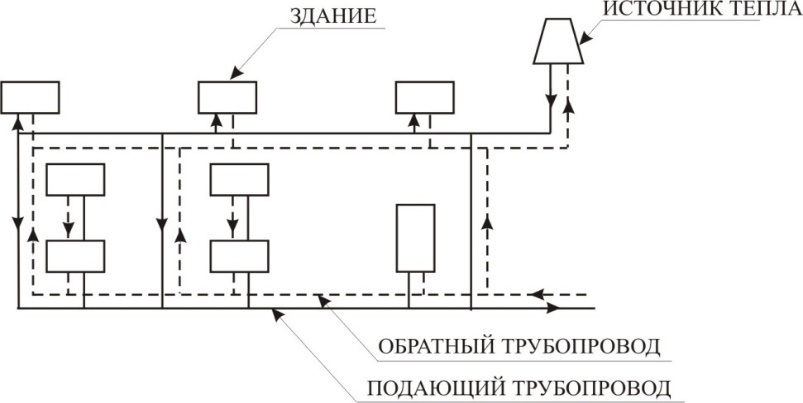 ЗДАНИЕ
ИСТОЧНИК ТЕПЛА
ОБРАТНЫЙ ТРУБОПРОВОД
ПОДАЮЩИЙ ТРУБОПРОВОД